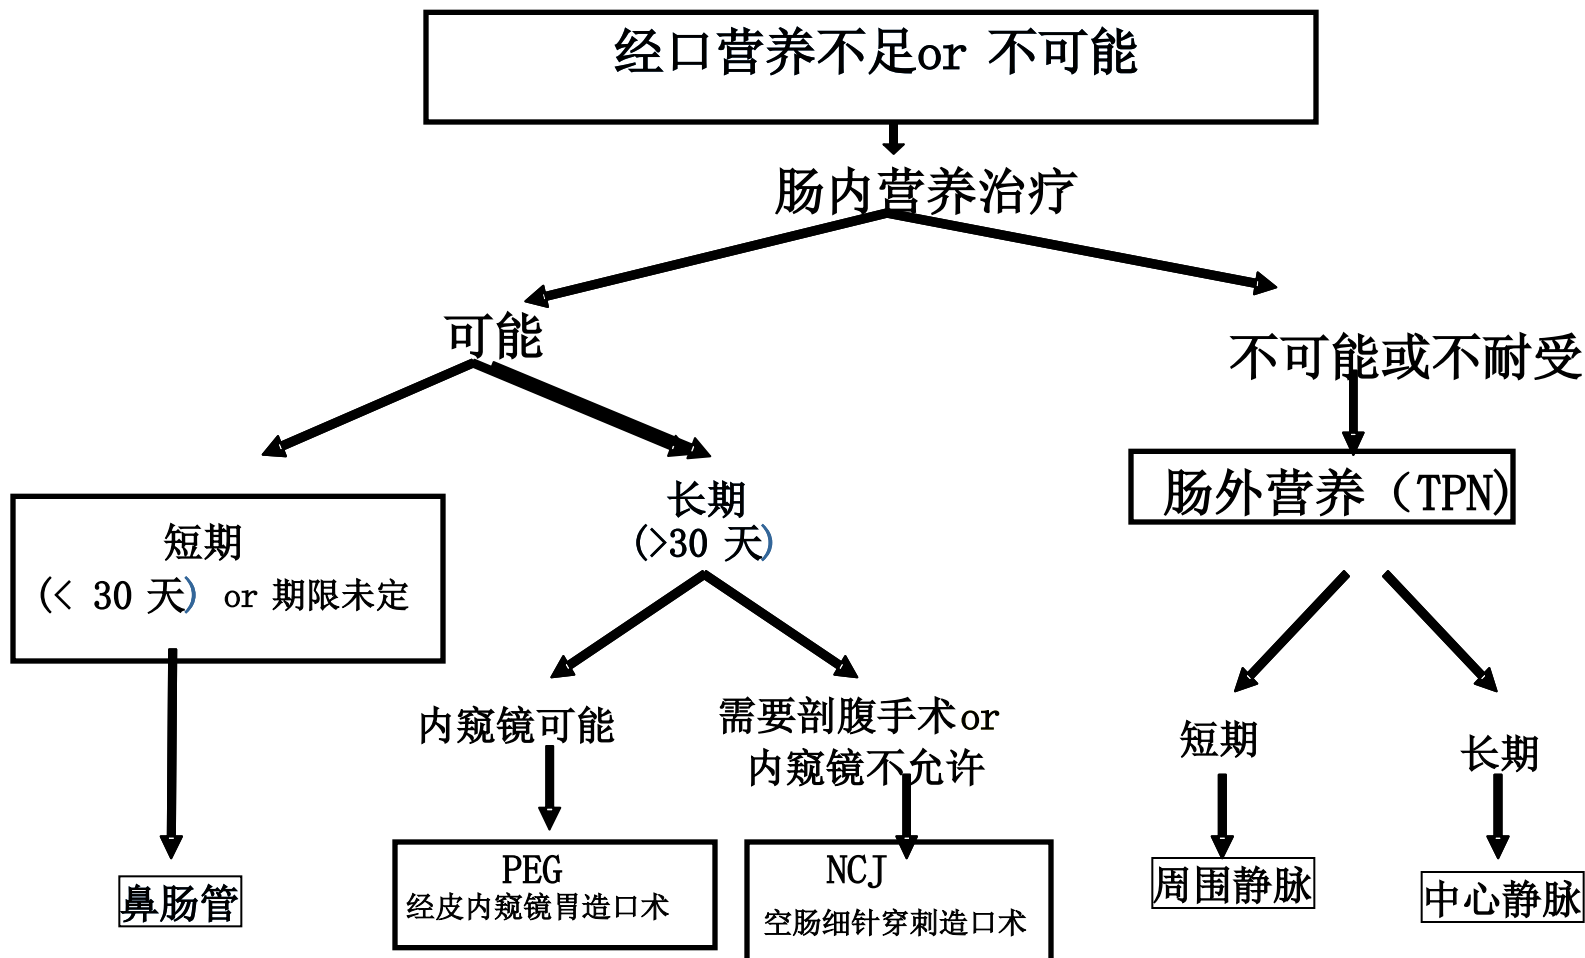 经口营养不足or 不可能
肠内营养治疗
可能
不可能或不耐受
短期
(< 30 天) or 期限未定
长期
(>30 天)
肠外营养（TPN)
内窥镜可能
需要剖腹手术or
内窥镜不允许
短期
长期
鼻肠管
PEG
经皮内窥镜胃造口术
NCJ
空肠细针穿刺造口术
周围静脉
中心静脉